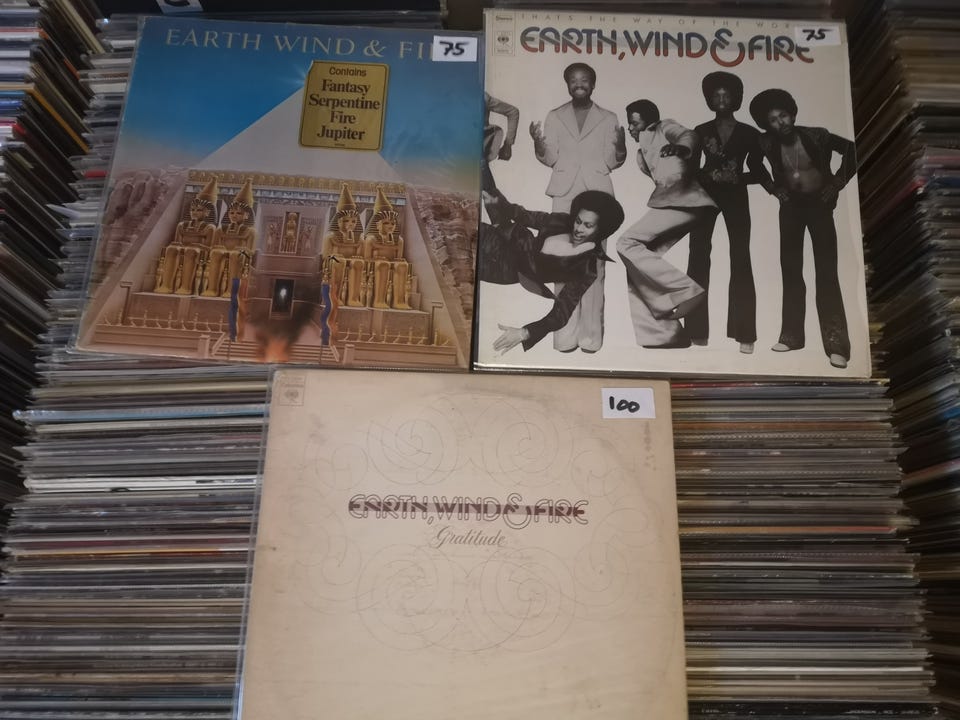 EARTH WIND & FI
75
Contains
Fantasy
Serpentine
Fire
Jupiter
THATS THE WAY OF THE WOR
EARTH, WIND & FIRE
75
100
EARTH, WIND & FIRE
Gratitude